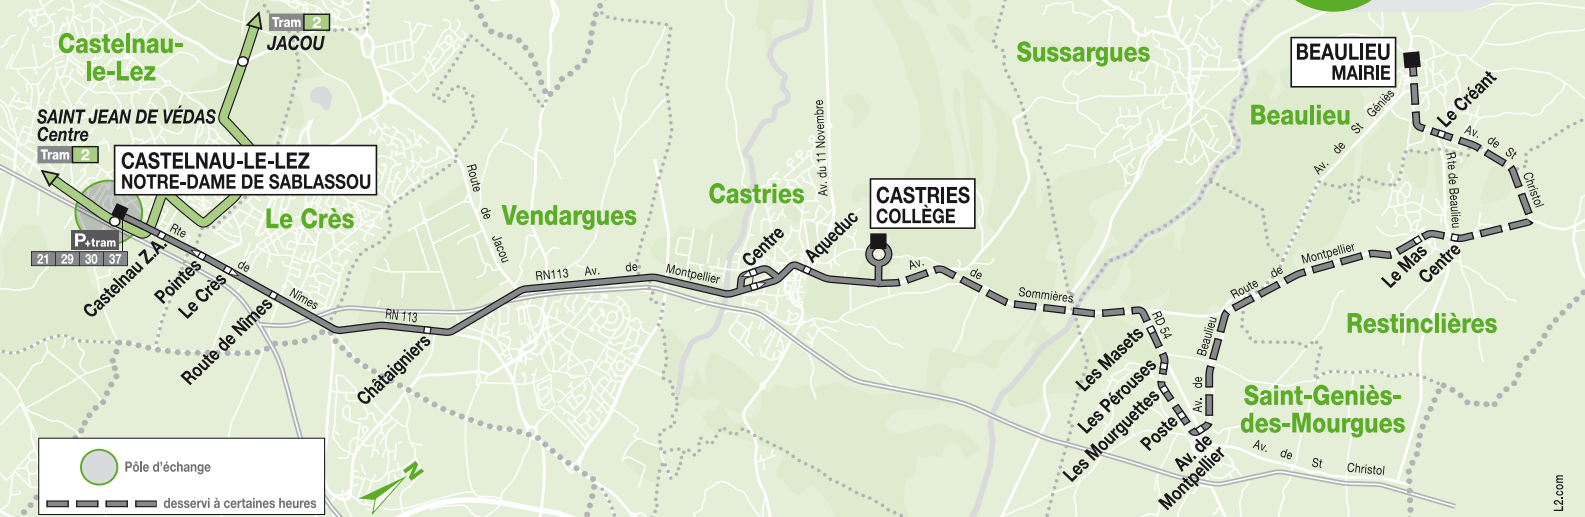 Tram 2
JACOU
Castelnau-
le-Lez
SAINT JEAN DE VÉDAS
Centre
Tram 2
CASTELNAU-LE-LEZ
NOTRE-DAME DE SABLASSOU
Le Crès
P+tram
21 29 30 37
Castelnau Z.A.
Pointes
Le Crès
Route de Nîmes
Châtaigniers
Rte
de
Nîmes
RN 113
Route
de
Jacou
Vendargues
RN113 Av. de Montpellier
Castries
Centre
Aqueduc
Av. du 11 Novembre
CASTRIES
COLLÈGE
Av. de Sommières
Sussargues
RD 54
Les Masets
Les Pérouses
Les Mourguettes
Poste
Av. de
Montpellier
Av. de Beaulieu
Saint-Geniès-
des-Mourgues
Av. de St Christol
Route de Montpellier
Le Mas
Centre
Restinclières
BEAULIEU
MAIRIE
Beaulieu
Av. de St Géniès
Le Créant
Av. de St Christol
Rte de Beaulieu
Pôle d'échange
desservi à certaines heures
N
L2.com